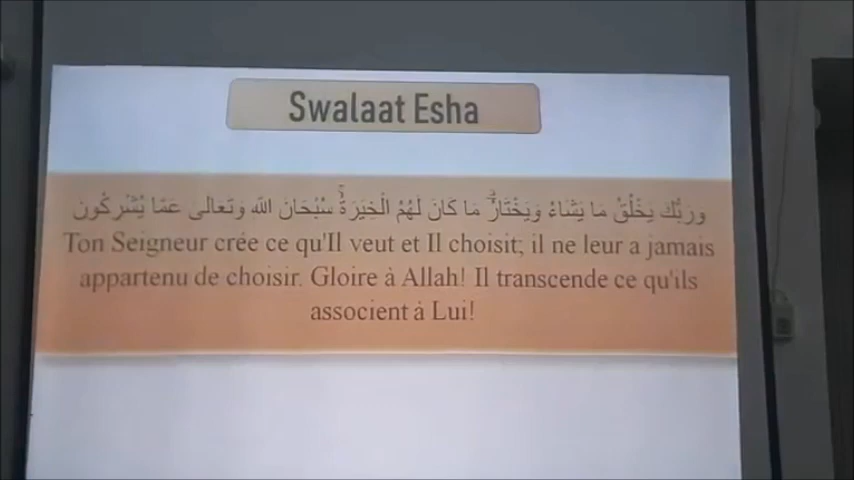 Swalaat Esha
وَرَبُّكَ يَخْلُقُ مَا يَشَاءُ وَيَخْتَارُ ۗ مَا كَانَ لَهُمُ الْخِيَرَةُ ۚ سُبْحَانَ اللَّهِ وَتَعَالَى عَمَّا يُشْرِكُونَ
Ton Seigneur crée ce qu'Il veut et Il choisit; il ne leur a jamais
appartenu de choisir. Gloire à Allah! Il transcende ce qu'ils
associent à Lui!